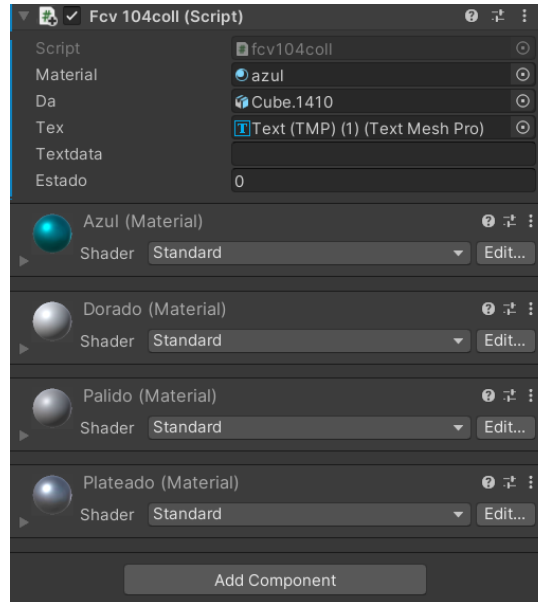 Fcv 104coll (Script)
Script fcv104coll
Material azul
Da Cube.1410
Tex Text (TMP) (1) (Text Mesh Pro)
Textdata
Estado 0
Azul (Material)
Shader Standard Edit...
Dorado (Material)
Shader Standard Edit...
Palido (Material)
Shader Standard Edit...
Plateado (Material)
Shader Standard Edit...
Add Component